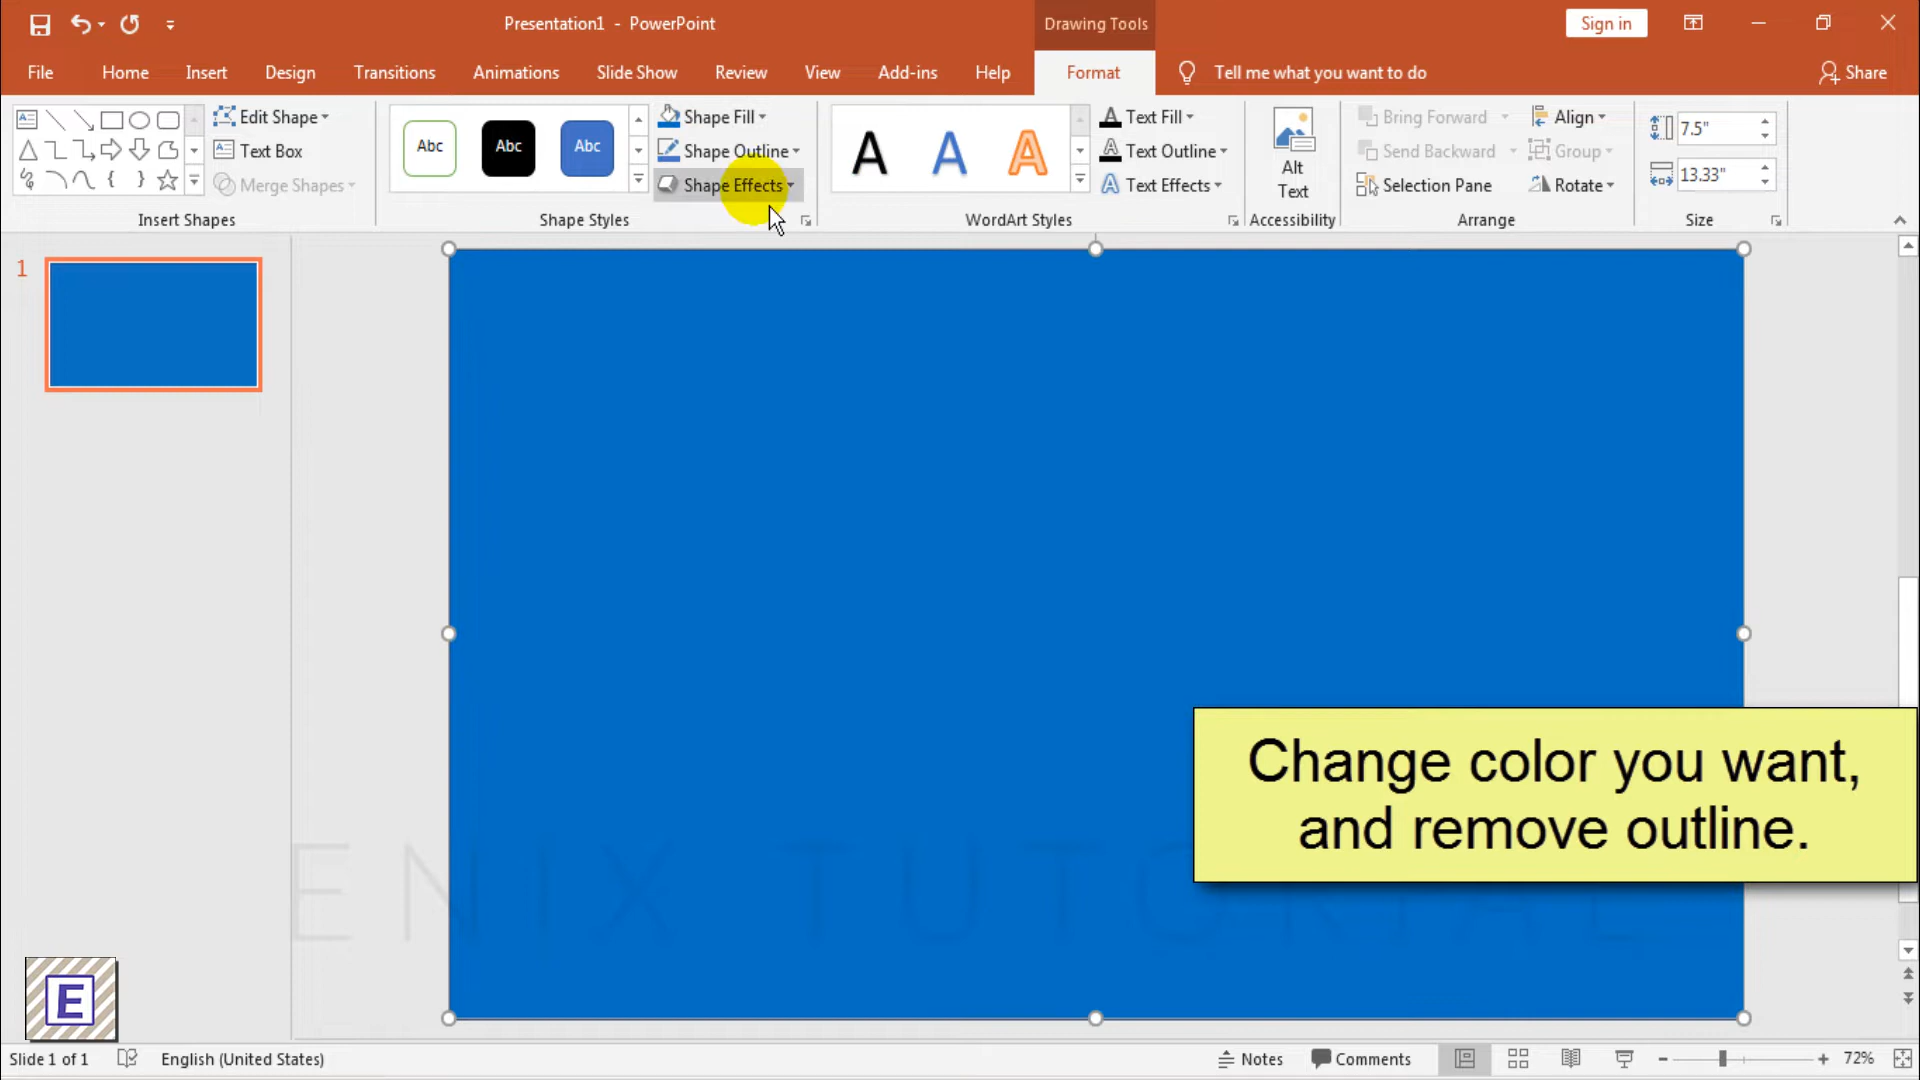 Presentation1 - PowerPoint
Drawing Tools
Sign in
File Home Insert Design Transitions Animations Slide Show Review View Add-ins Help Format Tell me what you want to do Share
Edit Shape
Text Box
Merge Shapes
Insert Shapes
Abc Abc Abc
Shape Fill
Shape Outline
Shape Effects
Shape Styles
A A A
Text Fill
Text Outline
Text Effects
WordArt Styles
Alt
Text
Accessibility
Bring Forward
Send Backward
Selection Pane
Align
Group
Rotate
Arrange
7.5"
13.33"
Size
1
Change color you want,
and remove outline.
ENIX TUTORIAL
E
Slide 1 of 1 English (United States) Notes Comments 72%